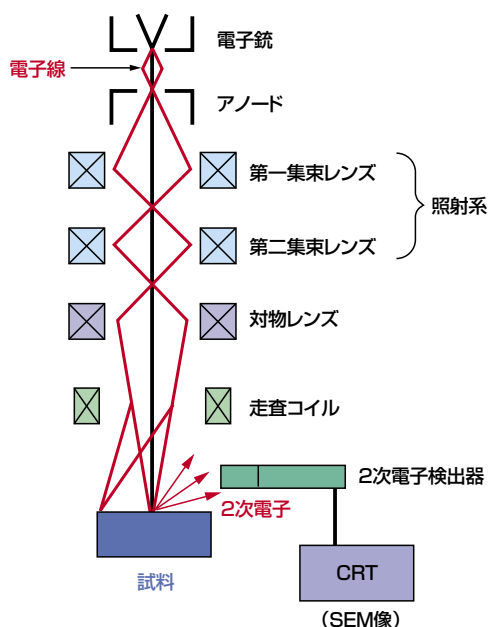 電子銃
電子線
アノード
第一集束レンズ
照射系
第二集束レンズ
対物レンズ
走査コイル
2次電子検出器
2次電子
試料
CRT
（SEM像）